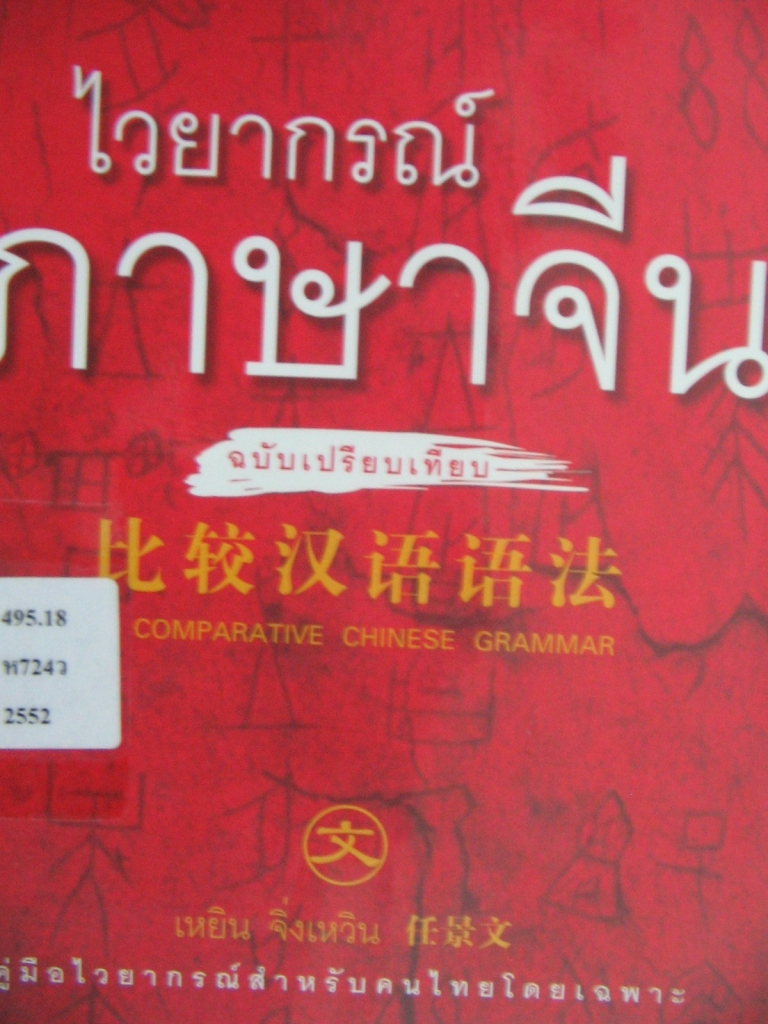 ไวยากรณ์
ภาษาจีน
ฉบับเปรียบเทียบ
比较汉语语法
COMPARATIVE CHINESE GRAMMAR
495.18
ห724ว
2552
文
เหยิน จิ่งเหวิน 任景文
คู่มือไวยากรณ์สำหรับคนไทยโดยเฉพาะ